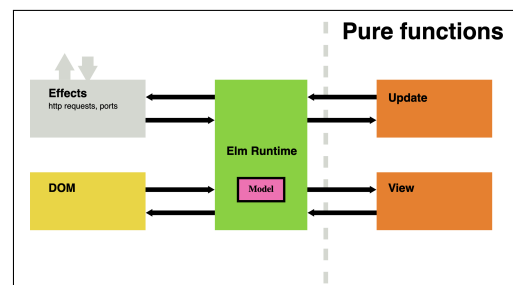 Pure functions
Effects
http requests, ports
Update
Elm Runtime
DOM
Model
View